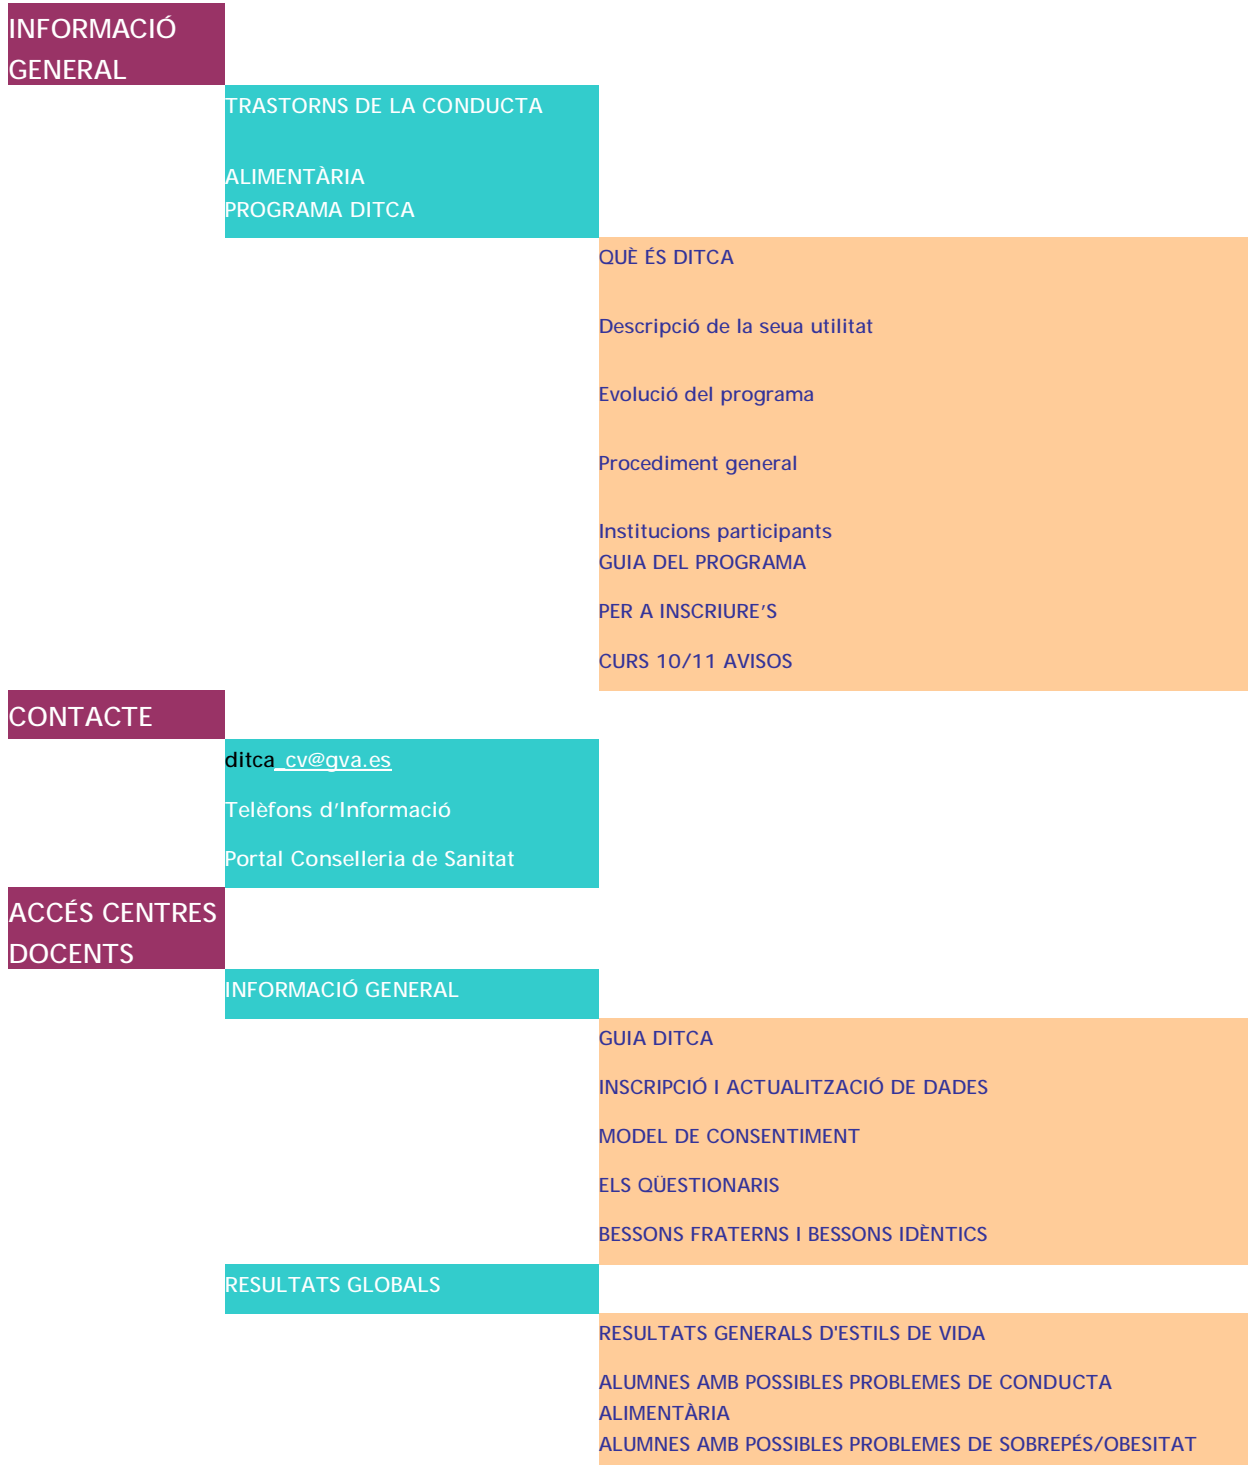 INFORMACIÓ
GENERAL
TRASTORNS DE LA CONDUCTA
ALIMENTÀRIA
PROGRAMA DITCA
QUÈ ÉS DITCA
Descripció de la seua utilitat
Evolució del programa
Procediment general
Institucions participants
GUIA DEL PROGRAMA
PER A INSCRIURE’S
CURS 10/11 AVISOS
CONTACTE
ditca_cv@gva.es
Telèfons d’Informació
Portal Conselleria de Sanitat
ACCÉS CENTRES
DOCENTS
INFORMACIÓ GENERAL
GUIA DITCA
INSCRIPCIÓ I ACTUALITZACIÓ DE DADES
MODEL DE CONSENTIMENT
ELS QÜESTIONARIS
BESSONS FRATERNS I BESSONS IDÈNTICS
RESULTATS GLOBALS
RESULTATS GENERALS D'ESTILS DE VIDA
ALUMNES AMB POSSIBLES PROBLEMES DE CONDUCTA
ALIMENTÀRIA
ALUMNES AMB POSSIBLES PROBLEMES DE SOBREPÉS/OBESITAT